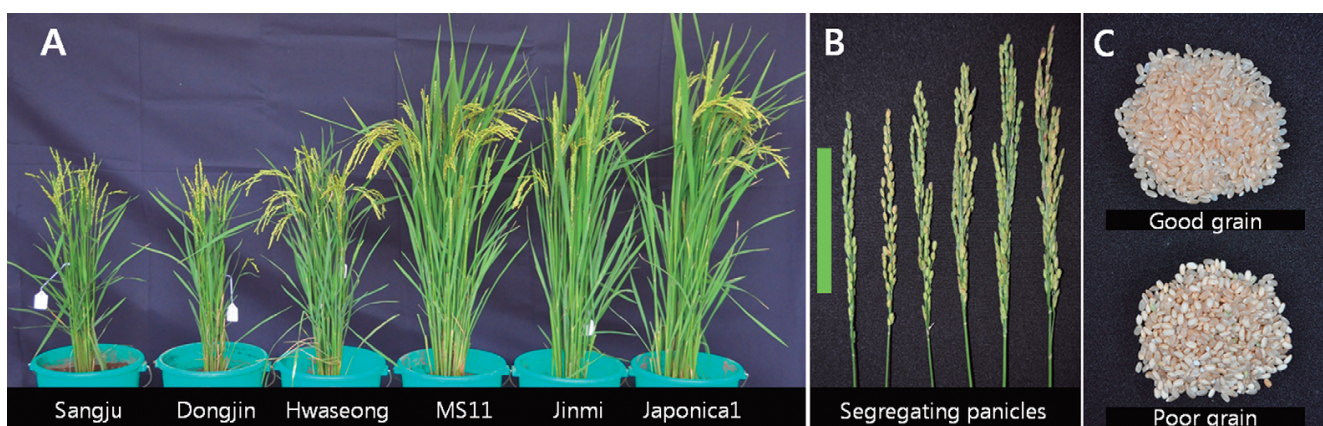 A
B
C
Sangju
Dongjin
Hwaseong
MS11
Jinmi
Japonica1
Segregating panicles
Good grain
Poor grain